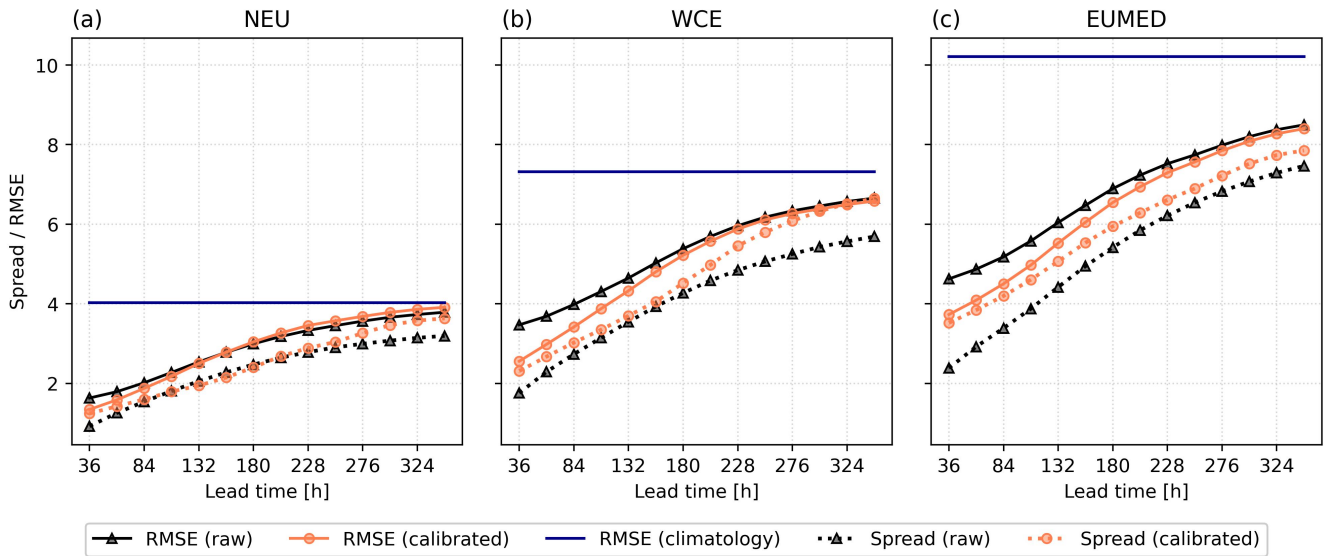 (a) NEU
(b) WCE
(c) EUMED
Spread / RMSE
10
8
6
4
2
36 84 132 180 228 276 324
36 84 132 180 228 276 324
36 84 132 180 228 276 324
Lead time [h]
Lead time [h]
Lead time [h]
RMSE (raw) RMSE (calibrated) RMSE (climatology) Spread (raw) Spread (calibrated)